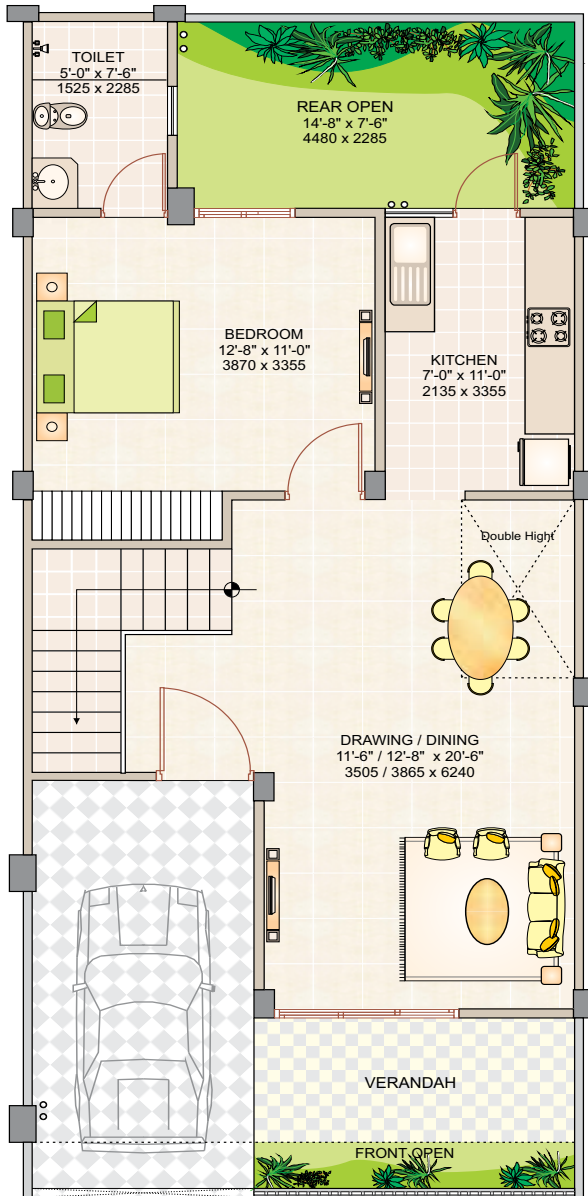 TOILET
5'-0" x 7'-6"
1525 x 2285
REAR OPEN
14'-8" x 7'-6"
4480 x 2285
BEDROOM
12'-8" x 11'-0"
3870 x 3355
KITCHEN
7'-0" x 11'-0"
2135 x 3355
Double Hight
DRAWING / DINING
11'-6" / 12'-8" x 20'-6"
3505 / 3865 x 6240
VERANDAH
FRONT OPEN